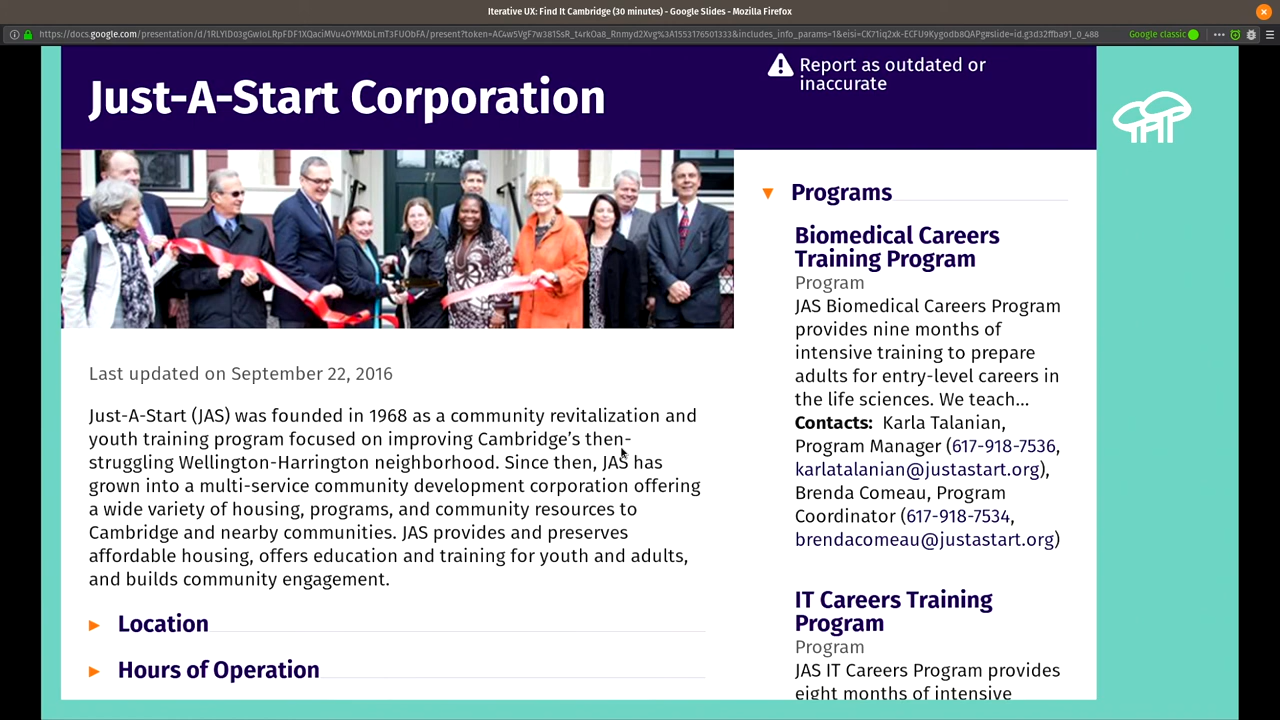 Iterative UX: Find It Cambridge (30 minutes) - Google Slides - Mozilla Firefox
Google classic
Just-A-Start Corporation
Report as outdated or
inaccurate
77
Last updated on September 22, 2016
Just-A-Start (JAS) was founded in 1968 as a community revitalization and
youth training program focused on improving Cambridge’s then-
struggling Wellington-Harrington neighborhood. Since then, JAS has
grown into a multi-service community development corporation offering
a wide variety of housing, programs, and community resources to
Cambridge and nearby communities. JAS provides and preserves
affordable housing, offers education and training for youth and adults,
and builds community engagement.
Location
Hours of Operation
Programs
Biomedical Careers
Training Program
Program
JAS Biomedical Careers Program
provides nine months of
intensive training to prepare
adults for entry-level careers in
the life sciences. We teach...
Contacts: Karla Talanian,
Program Manager (617-918-7536,
karlatalanian@justastart.org),
Brenda Comeau, Program
Coordinator (617-918-7534,
brendacomeau@justastart.org)
IT Careers Training
Program
Program
JAS IT Careers Program provides
eight months of intensive